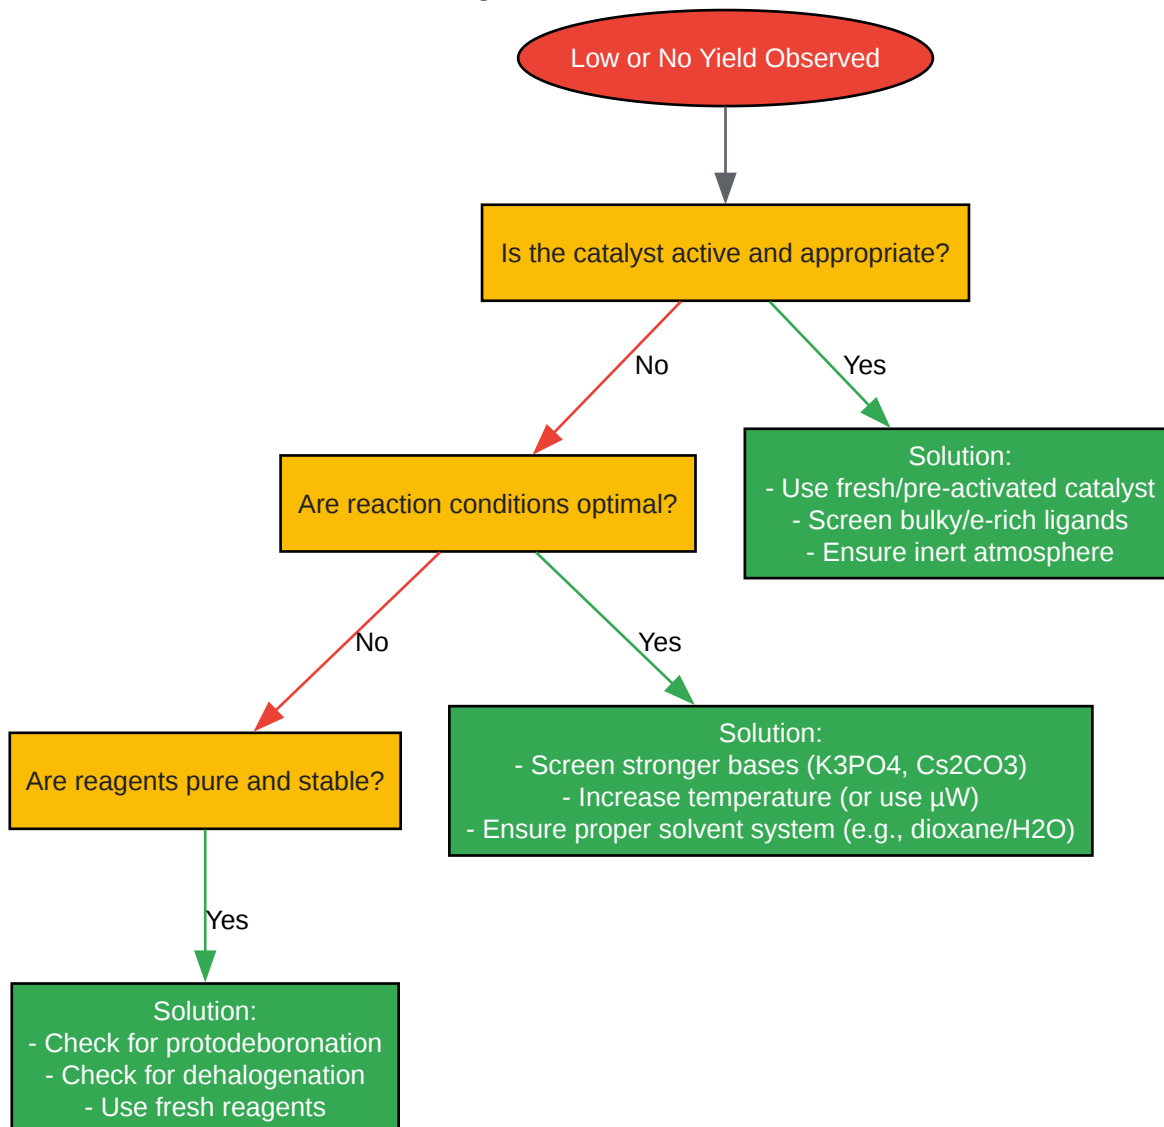 Low or No Yield Observed
Is the catalyst active and appropriate?
No
Yes
Solution:
- Use fresh/pre-activated catalyst
- Screen bulky/e-rich ligands
- Ensure inert atmosphere
Are reaction conditions optimal?
No
Yes
Solution:
- Screen stronger bases (K3PO4, Cs2CO3)
- Increase temperature (or use µW)
- Ensure proper solvent system (e.g., dioxane/H2O)
Are reagents pure and stable?
Yes
Solution:
- Check for protodeboronation
- Check for dehalogenation
- Use fresh reagents